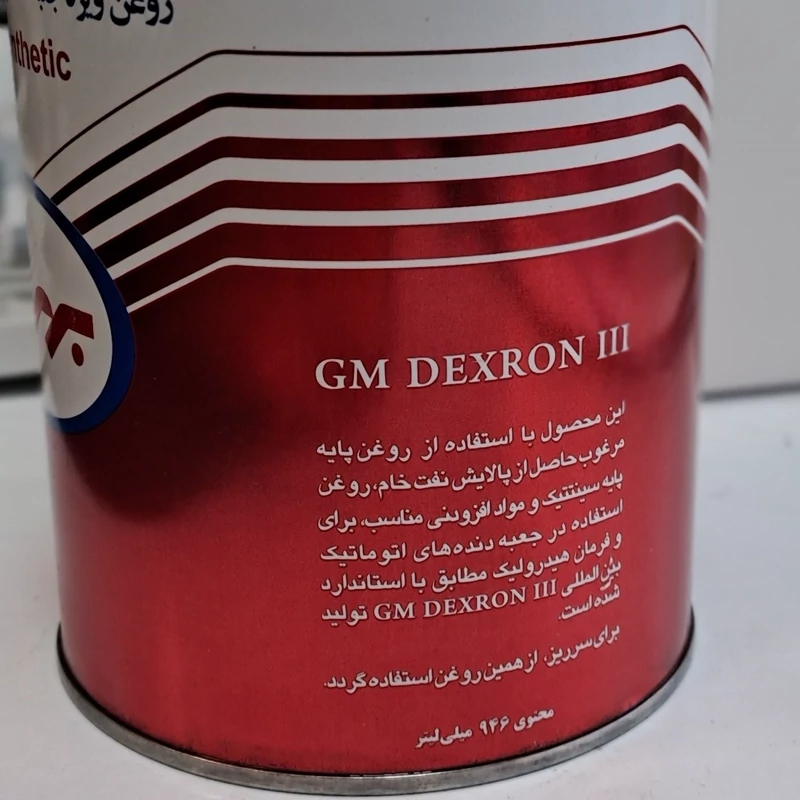 روغن ویژه
nthetic
GM DEXRON III
این محصول با استفاده از روغن پایه
مرغوب حاصل از پالایش نفت خام، روغن
پایه سینتتیک و مواد افزودنی مناسب، برای
استفاده در جعبه دنده‌های اتوماتیک
و فرمان هیدرولیک مطابق با استاندارد
بین المللی GM DEXRON III تولید
شده است.
برای سرریز، از همین روغن استفاده گردد.
محتوی ۹۴۶ میلی لیتر